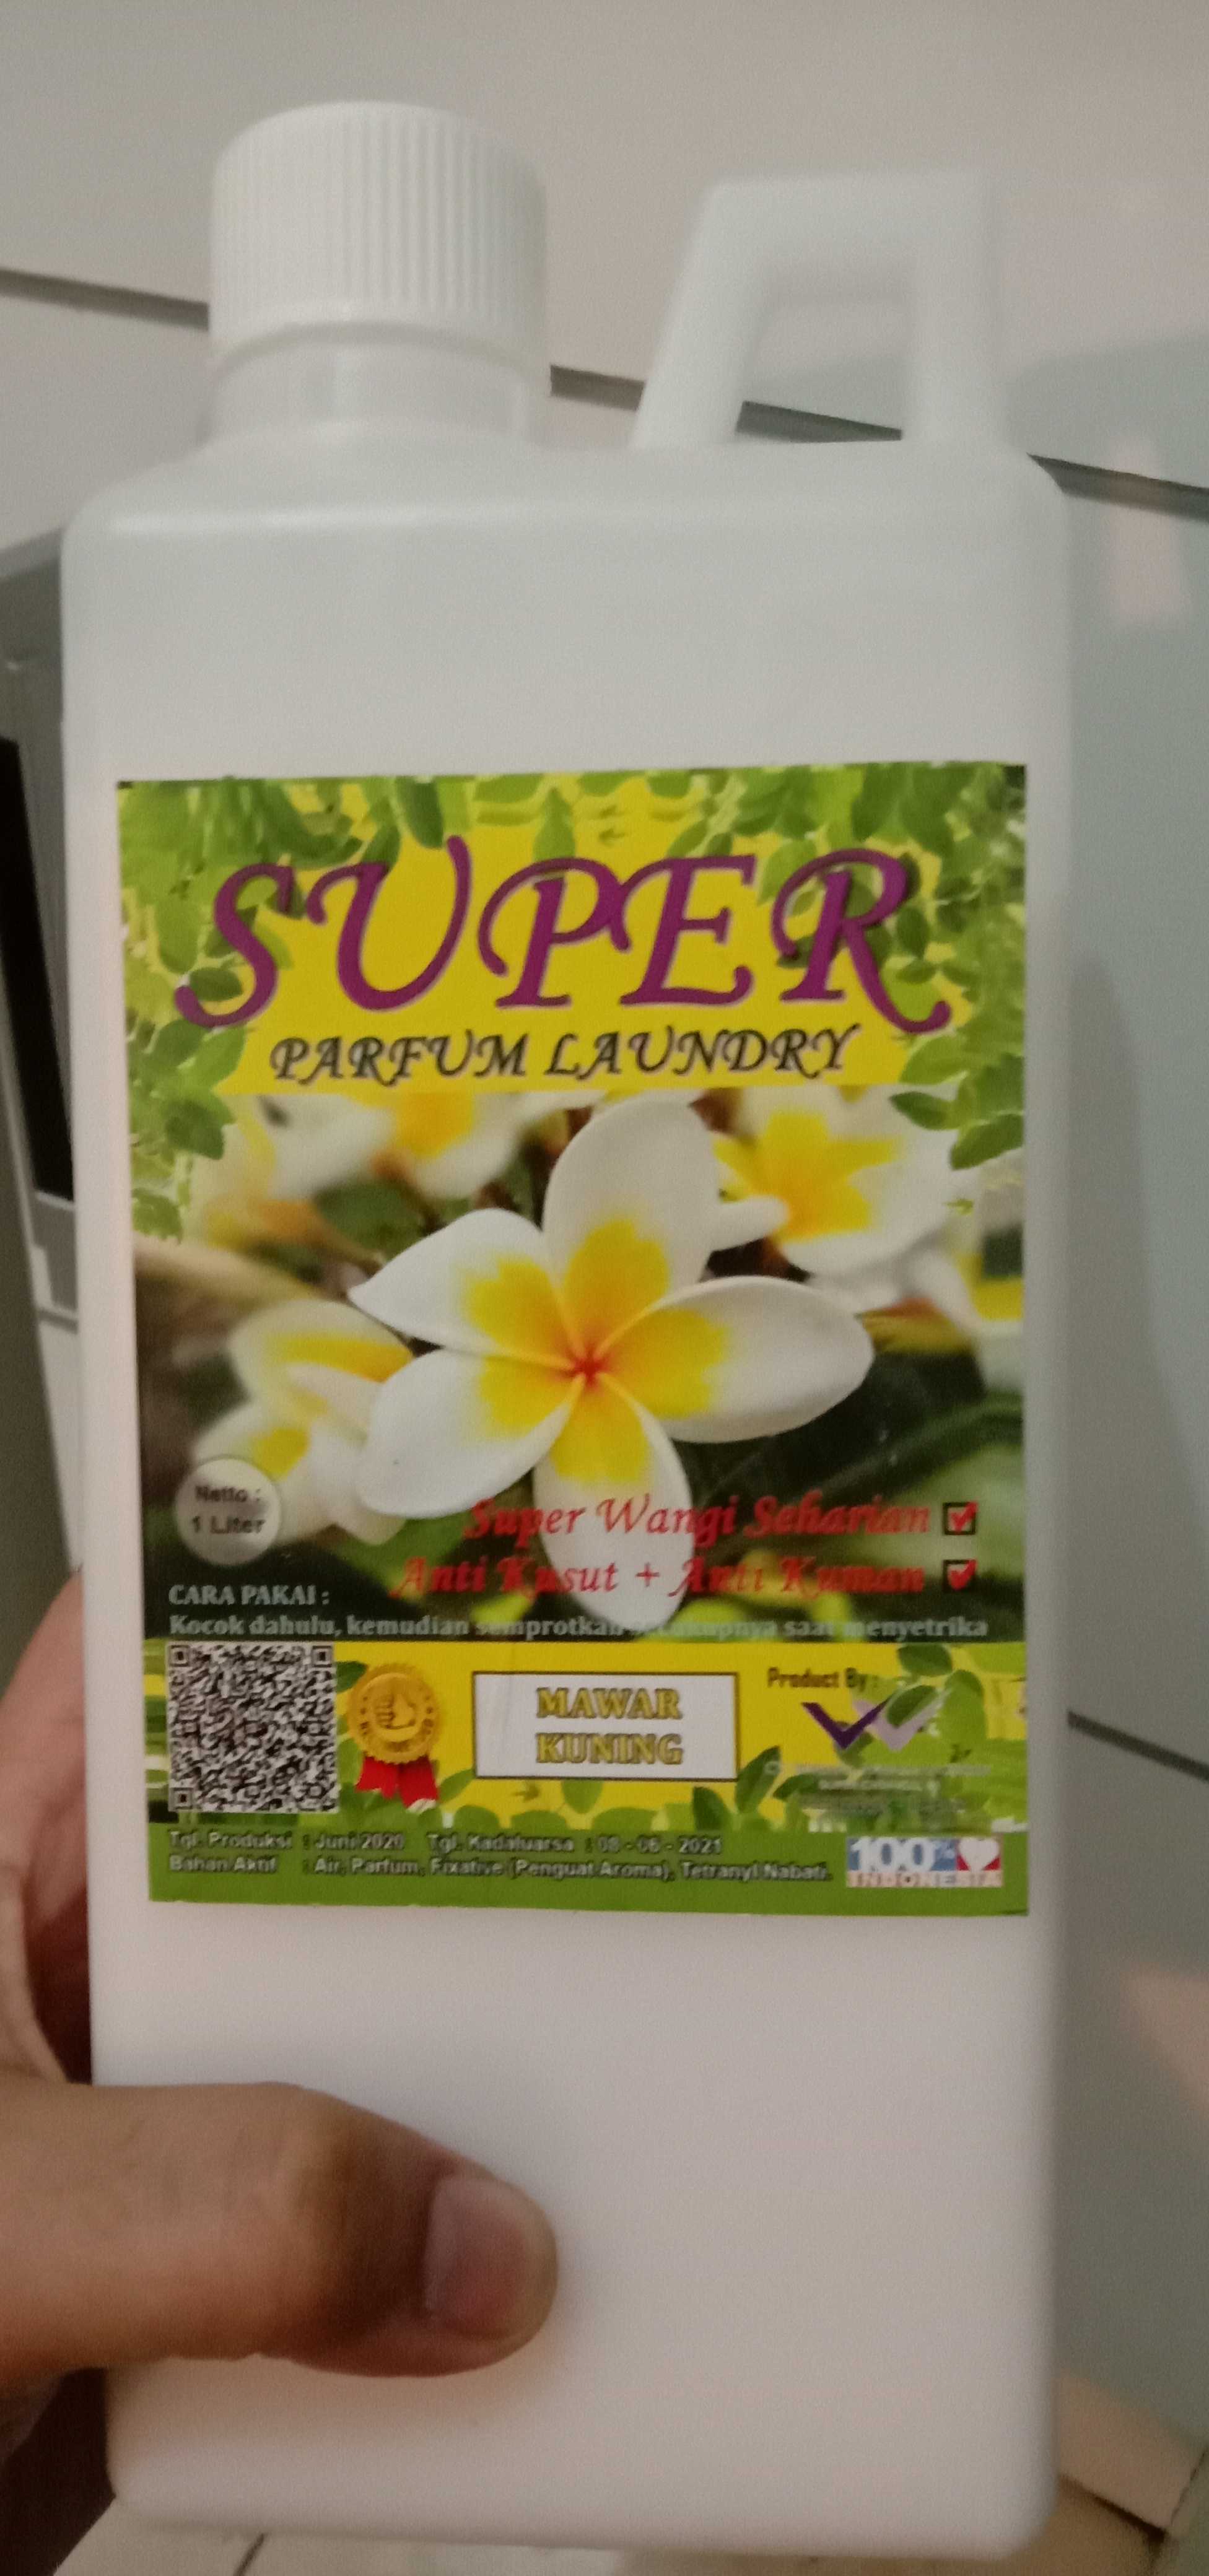 SUPER
PARFUM LAUNDRY
Netto :
1 Liter
Super Wangi Seharian
Anti Kusut + Anti Kuman
CARA PAKAI :
Kocok dahulu, kemudian semprotkan secukupnya saat menyetrika
MAWAR
KUNING
Product By :
Tgl. Produksi : Juni 2020 Tgl. Kadaluarsa : 08 - 06 - 2021
Bahan Aktif : Air, Parfum, Fixative (Penguat Aroma), Tetranyl Nabati.
100%
INDONESIA